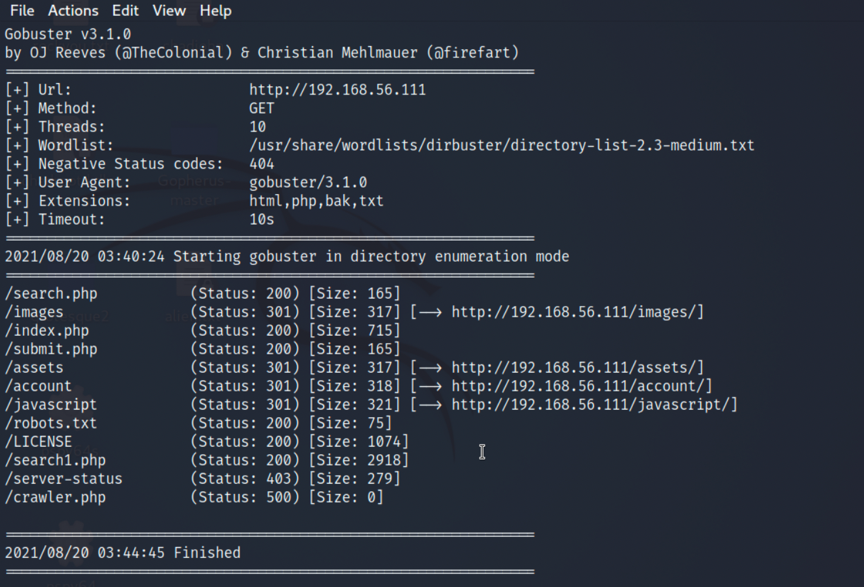 File Actions Edit View Help
Gobuster v3.1.0
by OJ Reeves (@TheColonial) & Christian Mehlmauer (@firefart)
[+] Url: http://192.168.56.111
[+] Method: GET
[+] Threads: 10
[+] Wordlist: /usr/share/wordlists/dirbuster/directory-list-2.3-medium.txt
[+] Negative Status codes: 404
[+] User Agent: gobuster/3.1.0
[+] Extensions: html,php,bak,txt
[+] Timeout: 10s
2021/08/20 03:40:24 Starting gobuster in directory enumeration mode
/search.php (Status: 200) [Size: 165]
/images (Status: 301) [Size: 317] [--> http://192.168.56.111/images/]
/index.php (Status: 200) [Size: 715]
/submit.php (Status: 200) [Size: 165]
/assets (Status: 301) [Size: 317] [--> http://192.168.56.111/assets/]
/account (Status: 301) [Size: 318] [--> http://192.168.56.111/account/]
/javascript (Status: 301) [Size: 321] [--> http://192.168.56.111/javascript/]
/robots.txt (Status: 200) [Size: 75]
/LICENSE (Status: 200) [Size: 1074]
/search1.php (Status: 200) [Size: 2918]
/server-status (Status: 403) [Size: 279]
/crawler.php (Status: 500) [Size: 0]
2021/08/20 03:44:45 Finished